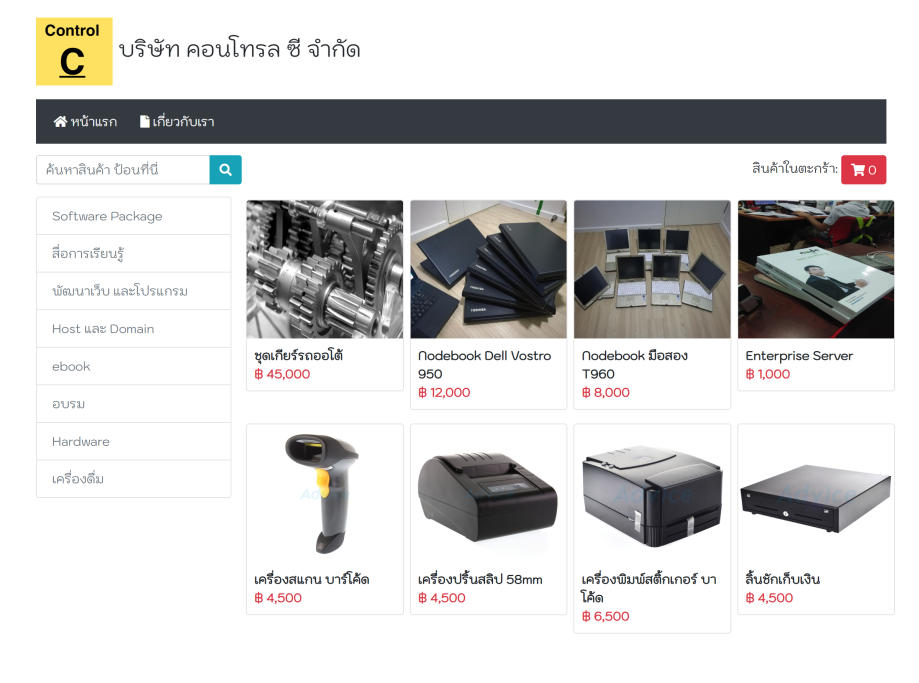 Control
C
บริษัท คอนโทรล ซี จำกัด
หน้าแรก
เกี่ยวกับเรา
ค้นหาสินค้า ป้อนที่นี่
สินค้าในตะกร้า:
0
Software Package
สื่อการเรียนรู้
พัฒนาเว็บ และโปรแกรม
Host และ Domain
ebook
อบรม
Hardware
เครื่องดื่ม
ชุดเกียร์รถออโต้
฿ 45,000
Nodebook Dell Vostro
950
฿ 12,000
Nodebook มือสอง
T960
฿ 8,000
Enterprise Server
฿ 1,000
เครื่องสแกน บาร์โค้ด
฿ 4,500
เครื่องปริ้นสลิป 58mm
฿ 4,500
เครื่องพิมพ์สติ้กเกอร์ บา
โค้ด
฿ 6,500
ลิ้นชักเก็บเงิน
฿ 4,500